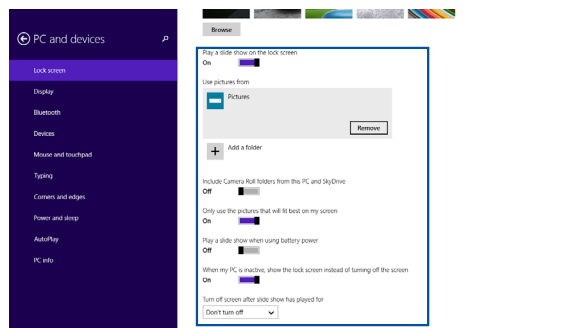 PC and devices
Lock screen
Display
Bluetooth
Devices
Mouse and touchpad
Typing
Corners and edges
Power and sleep
AutoPlay
PC info
Browse
Play a slide show on the lock screen
On
Use pictures from
Pictures
Remove
Add a folder
Include Camera Roll folders from this PC and SkyDrive
Off
Only use the pictures that will fit best on my screen
On
Play a slide show when using battery power
Off
When my PC is inactive, show the lock screen instead of turning off the screen
On
Turn off screen after slide show has played for
Don't turn off